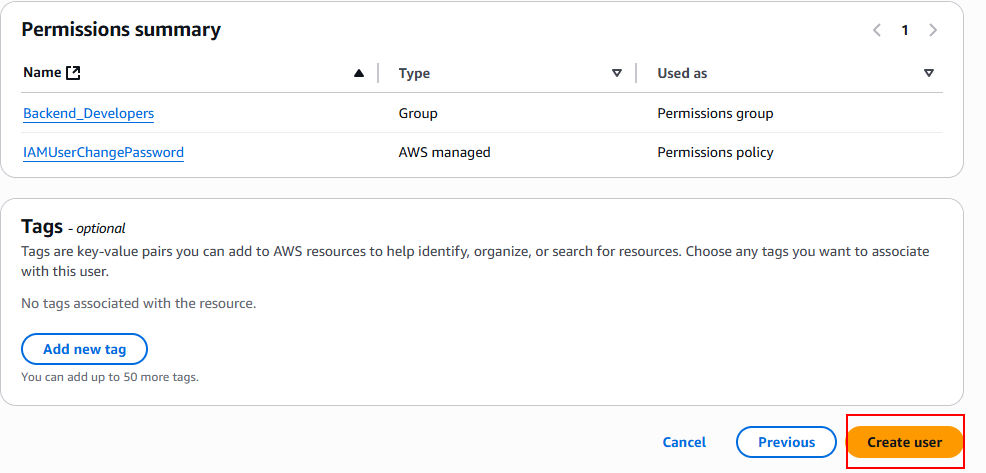 Permissions summary
1
Name Type Used as
Backend_Developers Group Permissions group
IAMUserChangePassword AWS managed Permissions policy
Tags - optional
Tags are key-value pairs you can add to AWS resources to help identify, organize, or search for resources. Choose any tags you want to associate
with this user.
No tags associated with the resource.
Add new tag
You can add up to 50 more tags.
Cancel Previous Create user